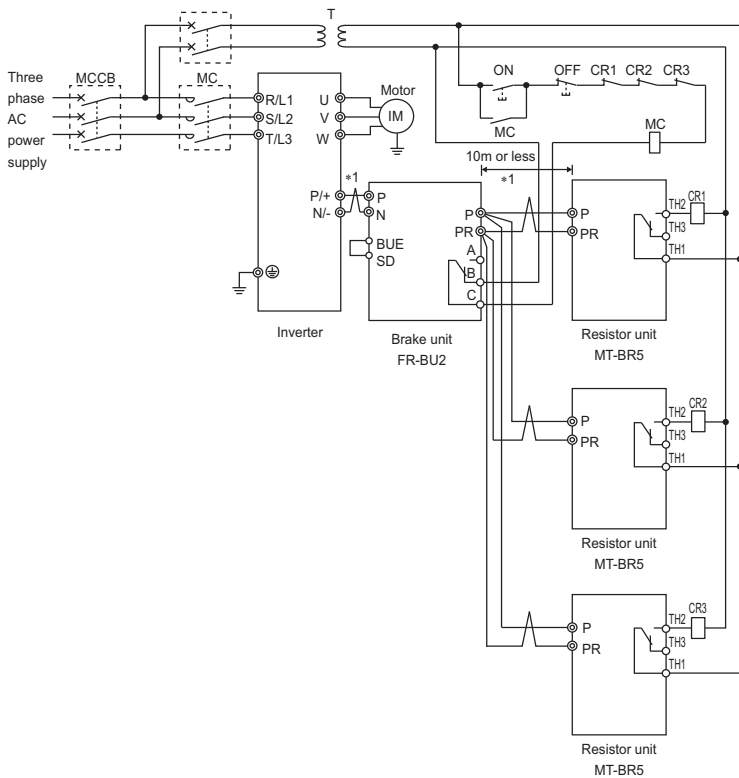 T
MCCB
MC
Three
phase
AC
power
supply
R/L1
S/L2
T/L3
U
V
W
Motor
IM
ON
OFF
CR1
CR2
CR3
MC
MC
10m or less
*1
*1
P/+
N/-
P
N
BUE
SD
P
PR
A
B
C
Inverter
Brake unit
FR-BU2
P
PR
TH2
CR1
TH3
TH1
Resistor unit
MT-BR5
P
PR
TH2
CR2
TH3
TH1
Resistor unit
MT-BR5
P
PR
TH2
CR3
TH3
TH1
Resistor unit
MT-BR5